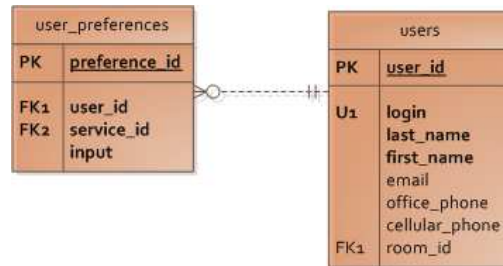 user_preferences
PK preference_id
FK1 user_id
FK2 service_id
input
users
PK user_id
U1 login
last_name
first_name
email
office_phone
cellular_phone
FK1 room_id